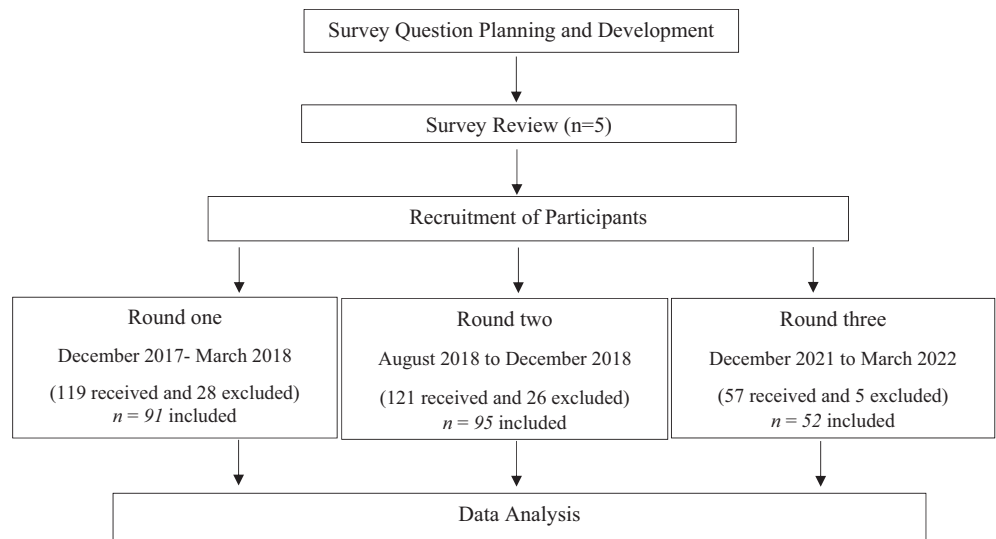 Survey Question Planning and Development
Survey Review (n=5)
Recruitment of Participants
Round one
December 2017- March 2018
(119 received and 28 excluded)
n = 91 included
Round two
August 2018 to December 2018
(121 received and 26 excluded)
n = 95 included
Round three
December 2021 to March 2022
(57 received and 5 excluded)
n = 52 included
Data Analysis